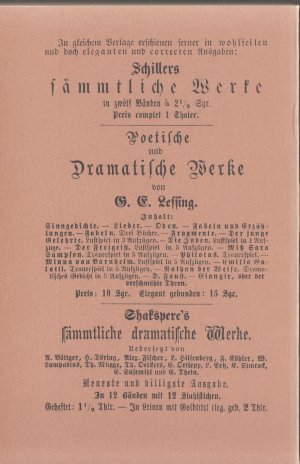 In gleichem Verlage erschienen ferner in wohlfeilen
und doch eleganten und correcten Ausgaben:
Schillers
sämmtliche Werke
in zwölf Bänden à 2½ Sgr.
Preis complet 1 Thaler.
Poetische
und
Dramatische Werke
von
G. E. Lessing.
Inhalt:
Sinngedichte. — Lieder. — Oden. — Fabeln und Erzäh-
lungen. — Fabeln. Drei Bücher. — Fragmente. — Der junge
Gelehrte. Lustspiel in 3 Aufzügen. — Die Juden. Lustspiel in 1 Auf-
zuge. — Der Freigeist. Lustspiel in 5 Aufzügen. — Miß Sara
Sampson. Trauerspiel in 5 Aufzügen. — Philotas. Trauerspiel. —
Minna von Barnhelm. Lustspiel in 5 Aufzügen. — Emilia Ga-
lotti. Trauerspiel in 5 Aufzügen. — Nathan der Weise. Drama-
tisches Gedicht in 5 Aufzügen. — D. Faust. — Giangir, oder der
verschmähte Thron.
Preis: 10 Sgr. Elegant gebunden: 15 Sgr.
Shakspere's
sämmtliche dramatische Werke.
Uebersetzt von
A. Böttger, H. Döring, Alex. Fischer, L. Hilsenberg, F. Köhler, W.
Lampadius, Th. Mügge, Th. Oelckers, E. Ortlepp, L. Petz, K. Simrock,
E. Susemihl und E. Thein.
Neueste und billigste Ausgabe.
In 12 Bänden mit 12 Stahlstichen.
Geheftet: 1⅓ Thlr. — In Leinen mit Goldtitel eleg. geb. 2 Thlr.